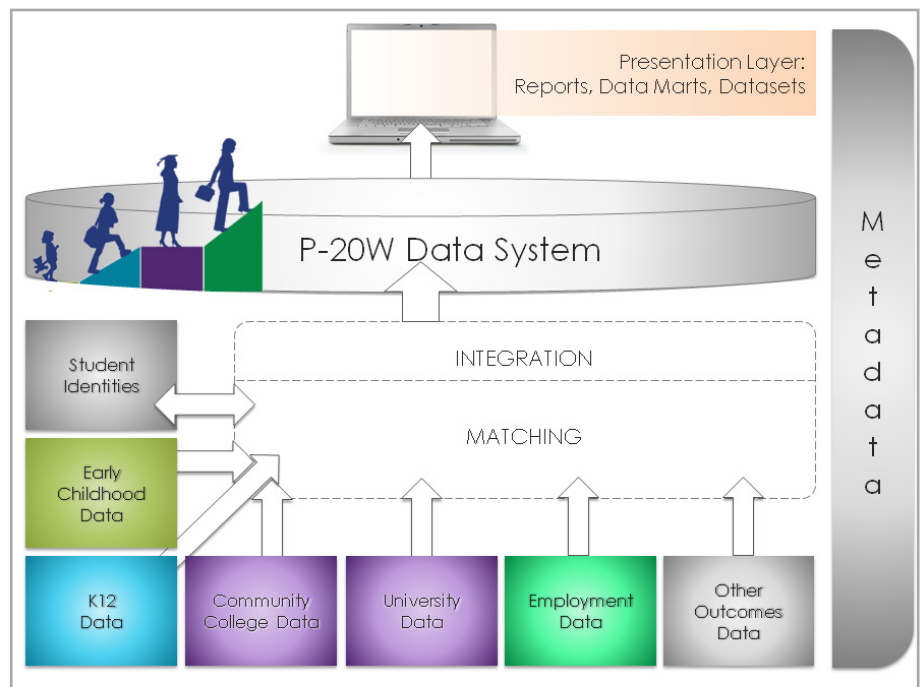 Presentation Layer:
Reports, Data Marts, Datasets
P-20W Data System
Metadata
Student
Identities
INTEGRATION
MATCHING
Early
Childhood
Data
K12
Data
Community
College Data
University
Data
Employment
Data
Other
Outcomes
Data